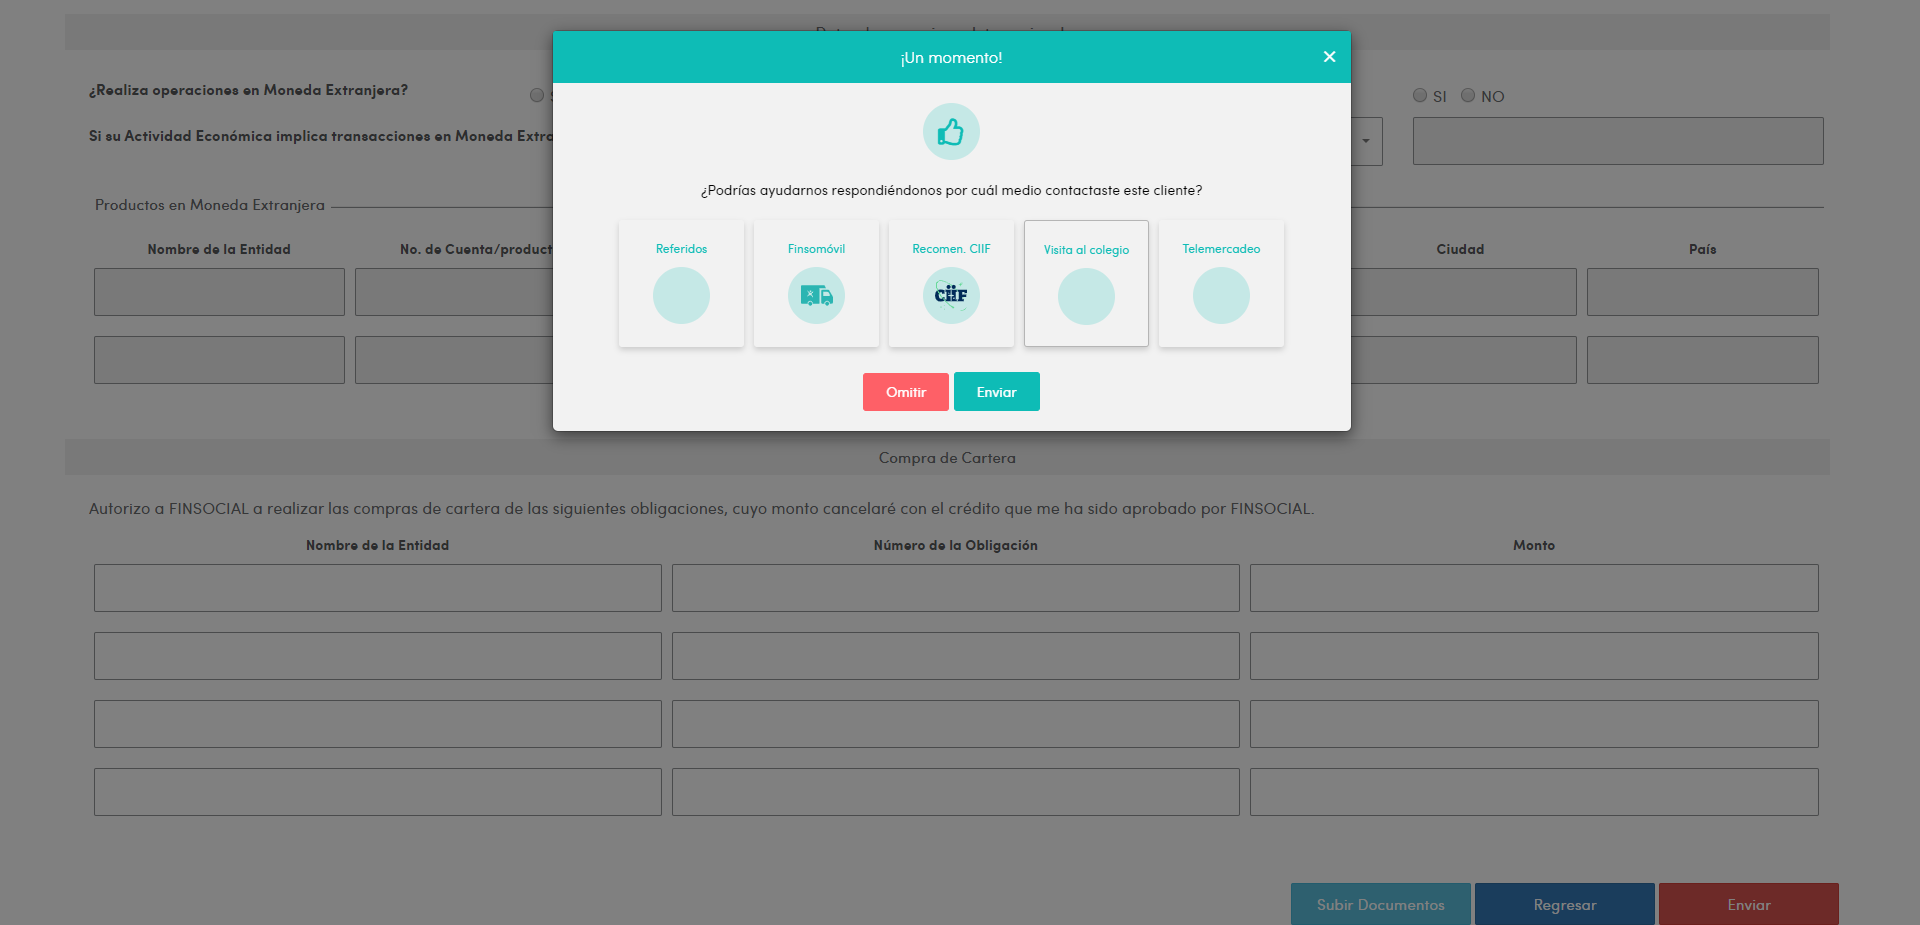 ¡Un momento!
¿Realiza operaciones en Moneda Extranjera?
SI NO
Si su Actividad Económica implica transacciones en Moneda
¿Podrías ayudarnos respondiéndonos por cuál medio contactaste este cliente?
Productos en Moneda Extranjera
Referidos Finsomóvil Recomen. CIIF Visita al colegio Telemercadeo
Nombre de la Entidad No. de Ciudad País
CIIF
Omitir Enviar
Compra de Cartera
Autorizo a FINSOCIAL a realizar las compras de cartera de las siguientes obligaciones, cuyo monto cancelaré con el crédito que me ha sido aprobado por FINSOCIAL.
Nombre de la Entidad Número de la Obligación Monto
Subir Documentos Regresar Enviar